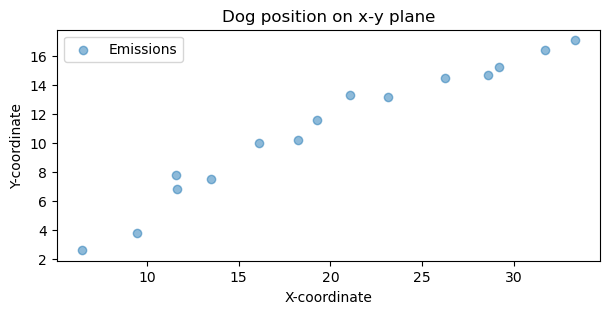 Dog position on x-y plane
Emissions
Y-coordinate
16
14
12
10
8
6
4
2
10 15 20 25 30
X-coordinate